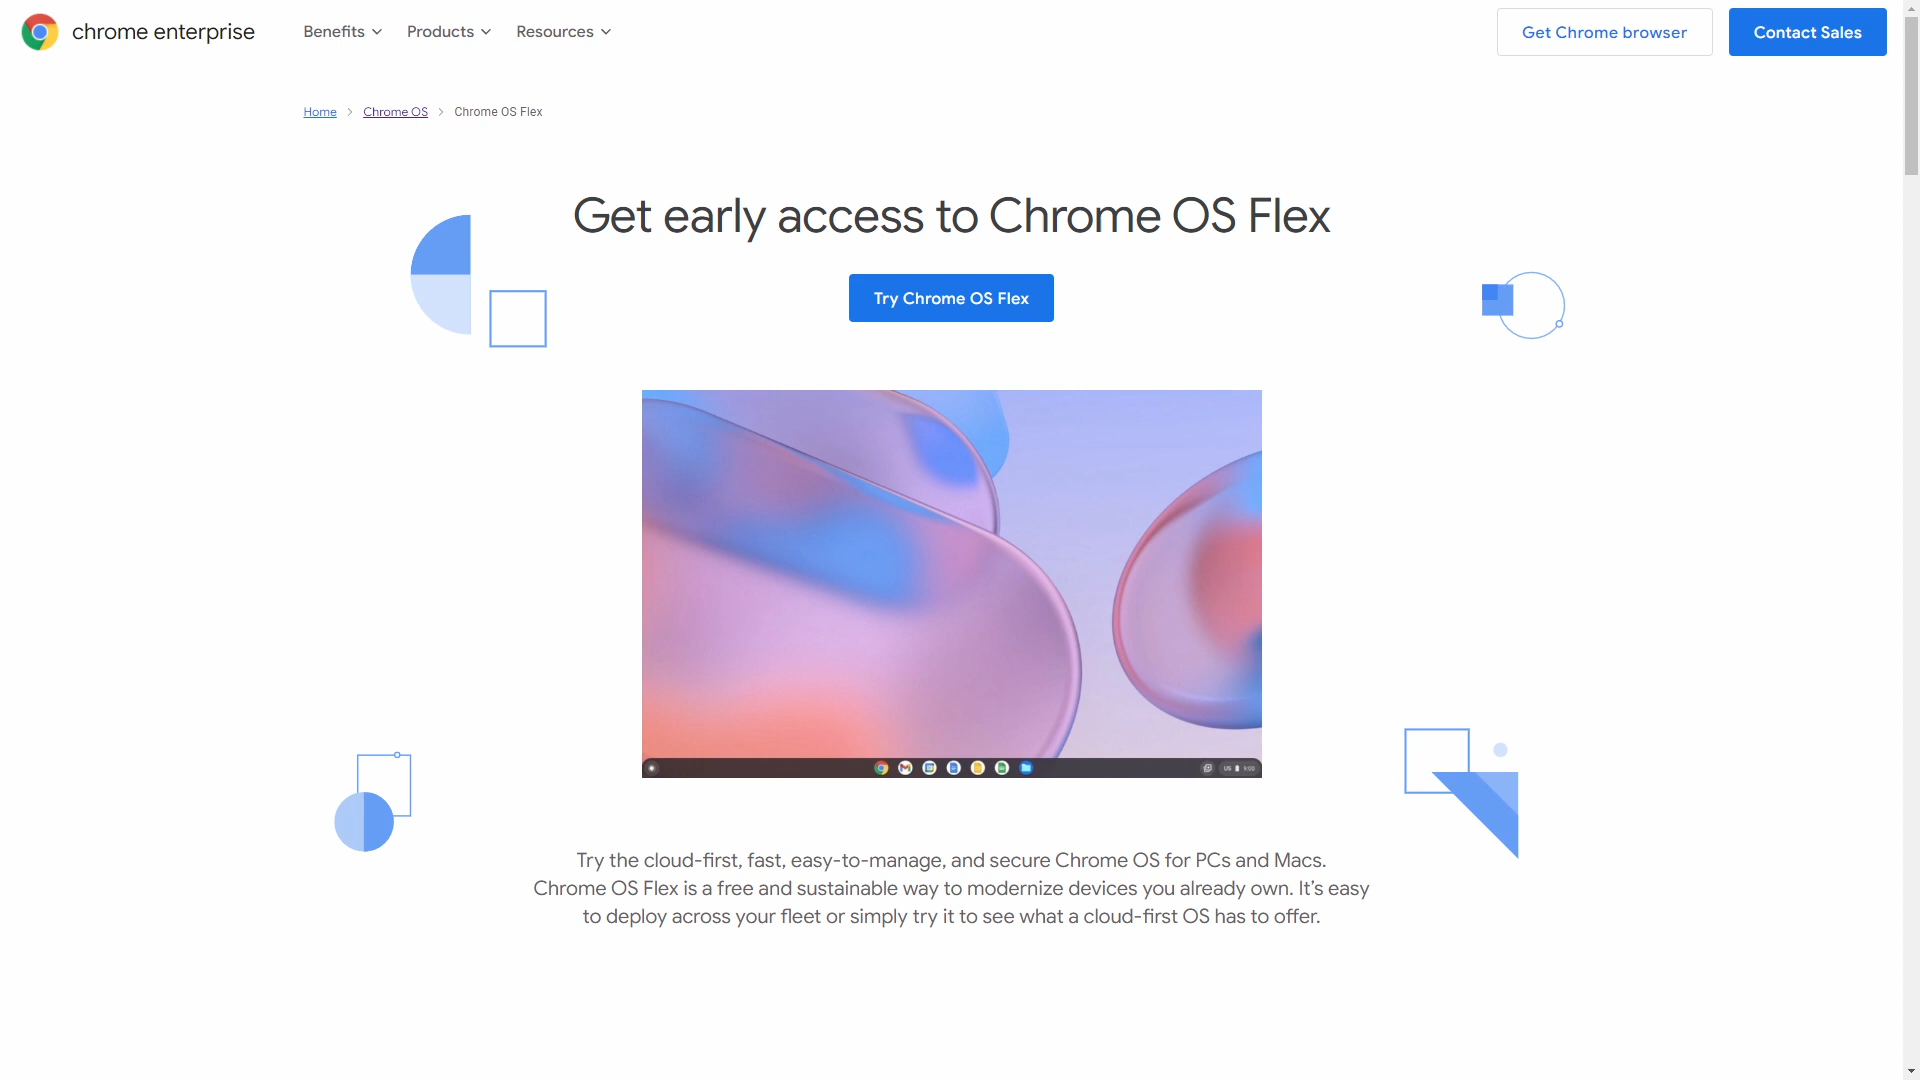 chrome enterprise
Benefits
Products
Resources
Get Chrome browser
Contact Sales
Home
Chrome OS
Chrome OS Flex
Get early access to Chrome OS Flex
Try Chrome OS Flex
US
9:00
Try the cloud-first, fast, easy-to-manage, and secure Chrome OS for PCs and Macs.
Chrome OS Flex is a free and sustainable way to modernize devices you already own. It’s easy
to deploy across your fleet or simply try it to see what a cloud-first OS has to offer.